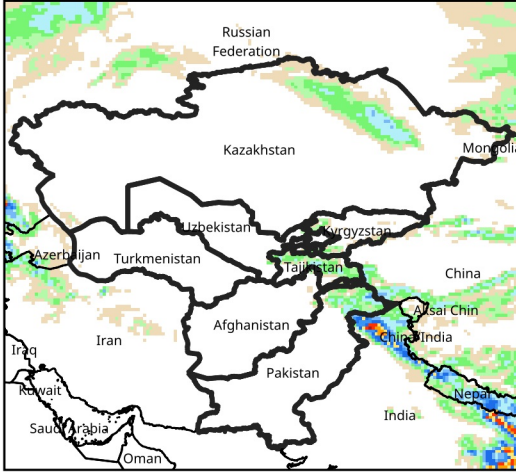 Russian
Federation
Kazakhstan
Mongolia
Uzbekistan
Kyrgyzstan
Azerbaijan
Turkmenistan
Tajikistan
China
Aksai Chin
Afghanistan
China/India
Iran
Iraq
Pakistan
Kuwait
Nepal
India
Saudi Arabia
Oman